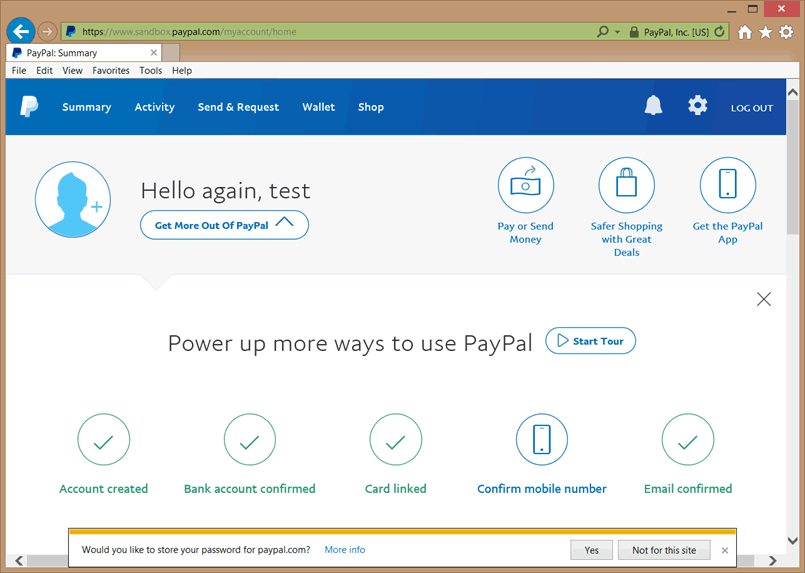 https://www.sandbox.paypal.com/myaccount/home
PayPal, Inc. [US]
PayPal: Summary
File Edit View Favorites Tools Help
Summary Activity Send & Request Wallet Shop LOG OUT
Hello again, test
Get More Out Of PayPal
Pay or Send
Money
Safer Shopping
with Great
Deals
Get the PayPal
App
Power up more ways to use PayPal
Start Tour
Account created
Bank account confirmed
Card linked
Confirm mobile number
Email confirmed
Would you like to store your password for paypal.com? More info Yes Not for this site